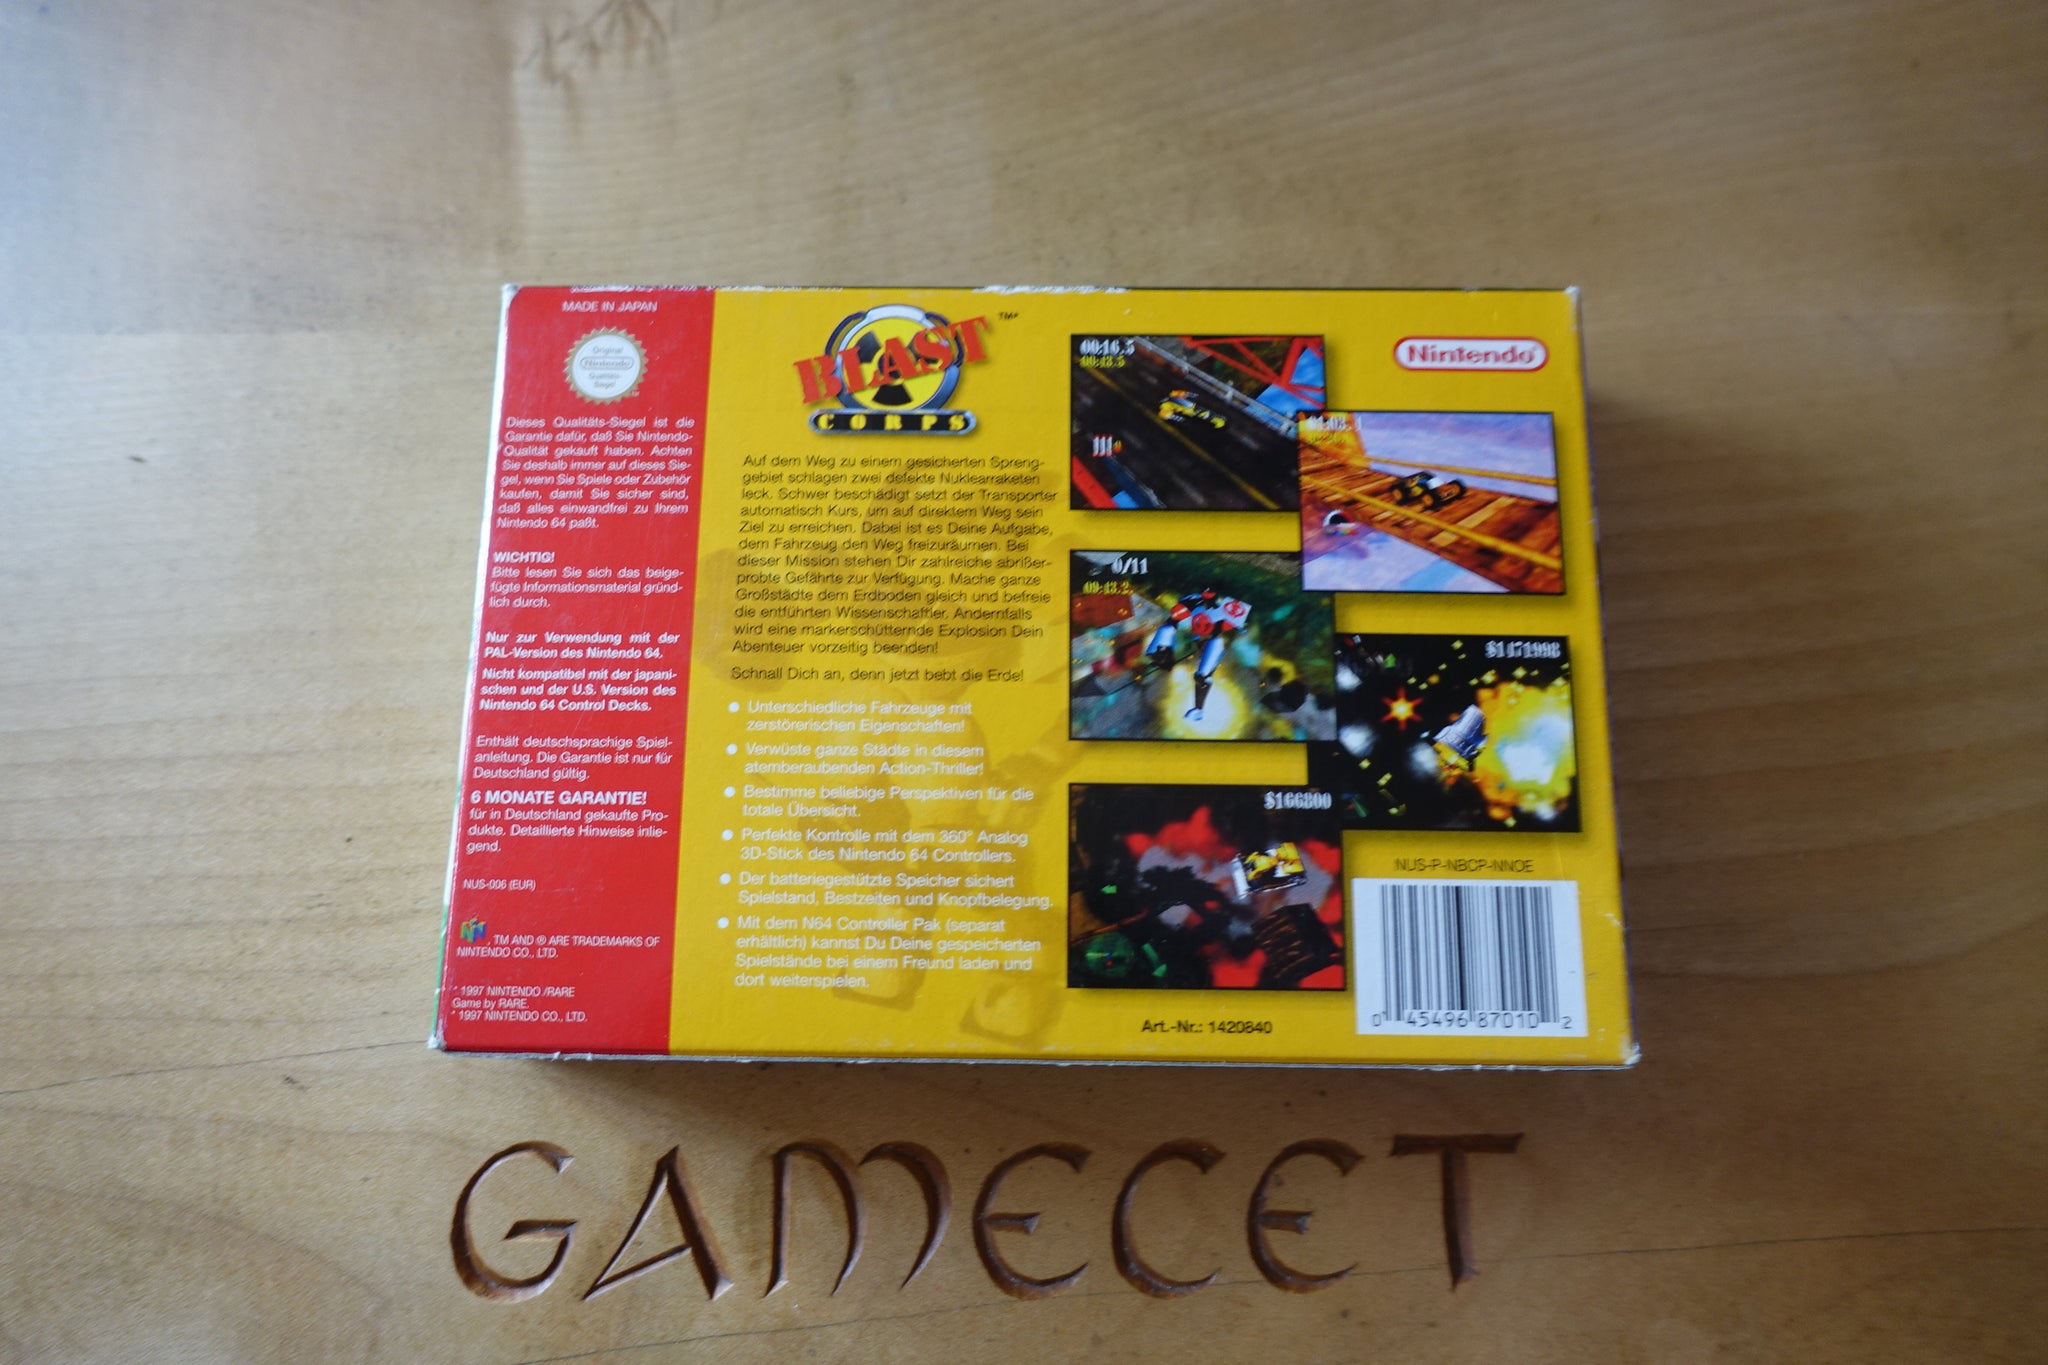 MADE IN JAPAN
Original
Nintendo
Qualitäts-
Siegel
Dieses Qualitäts-Siegel ist die
Garantie dafür, daß Sie Nintendo-
Qualität gekauft haben. Achten
Sie deshalb immer auf dieses Sie-
gel, wenn Sie Spiele oder Zubehör
kaufen, damit Sie sicher sind,
daß alles einwandfrei zu Ihrem
Nintendo 64 paßt.
WICHTIG!
Bitte lesen Sie sich das beige-
fügte Informationsmaterial gründ-
lich durch.
Nur zur Verwendung mit der
PAL-Version des Nintendo 64.
Nicht kompatibel mit der japani-
schen und der U.S. Version des
Nintendo 64 Control Decks.
Enthält deutschsprachige Spiel-
anleitung. Die Garantie ist nur für
Deutschland gültig.
6 MONATE GARANTIE!
für in Deutschland gekaufte Pro-
dukte. Detaillierte Hinweise inlie-
gend.
NUS-006 (EUR)
, TM AND ® ARE TRADEMARKS OF
NINTENDO CO., LTD.
* 1997 NINTENDO /RARE
Game by RARE.
* 1997 NINTENDO CO., LTD.
BLAST TM*
CORPS
Auf dem Weg zu einem gesicherten Spreng-
gebiet schlagen zwei defekte Nuklearraketen
leck. Schwer beschädigt setzt der Transporter
automatisch Kurs, um auf direktem Weg sein
Ziel zu erreichen. Dabei ist es Deine Aufgabe,
dem Fahrzeug den Weg freizuräumen. Bei
dieser Mission stehen Dir zahlreiche abrißer-
probte Gefährte zur Verfügung. Mache ganze
Großstädte dem Erdboden gleich und befreie
die entführten Wissenschaftler. Andernfalls
wird eine markerschütternde Explosion Dein
Abenteuer vorzeitig beenden!
Schnall Dich an, denn jetzt bebt die Erde!
● Unterschiedliche Fahrzeuge mit
zerstörerischen Eigenschaften!
● Verwüste ganze Städte in diesem
atemberaubenden Action-Thriller!
● Bestimme beliebige Perspektiven für die
totale Übersicht.
● Perfekte Kontrolle mit dem 360° Analog
3D-Stick des Nintendo 64 Controllers.
● Der batteriegestützte Speicher sichert
Spielstand, Bestzeiten und Knopfbelegung.
● Mit dem N64 Controller Pak (separat
erhältlich) kannst Du Deine gespeicherten
Spielstände bei einem Freund laden und
dort weiterspielen.
00:16.5
00:43.5
Nintendo®
01:03.1
0/11
09:43.2
$1471998
$166800
NUS-P-NBCP-NNOE
0 45496 87010 2
Art.-Nr.: 1420840
GAMECET